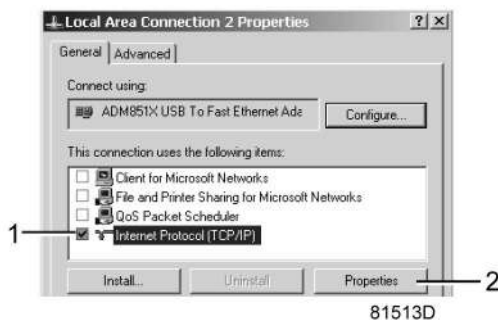 Local Area Connection 2 Properties
? ×
General Advanced
Connect using:
ADM851X USB To Fast Ethernet Ada
Configure...
This connection uses the following items:
Client for Microsoft Networks
File and Printer Sharing for Microsoft Networks
QoS Packet Scheduler
1
Internet Protocol (TCP/IP)
Install... Uninstall Properties
2
81513D